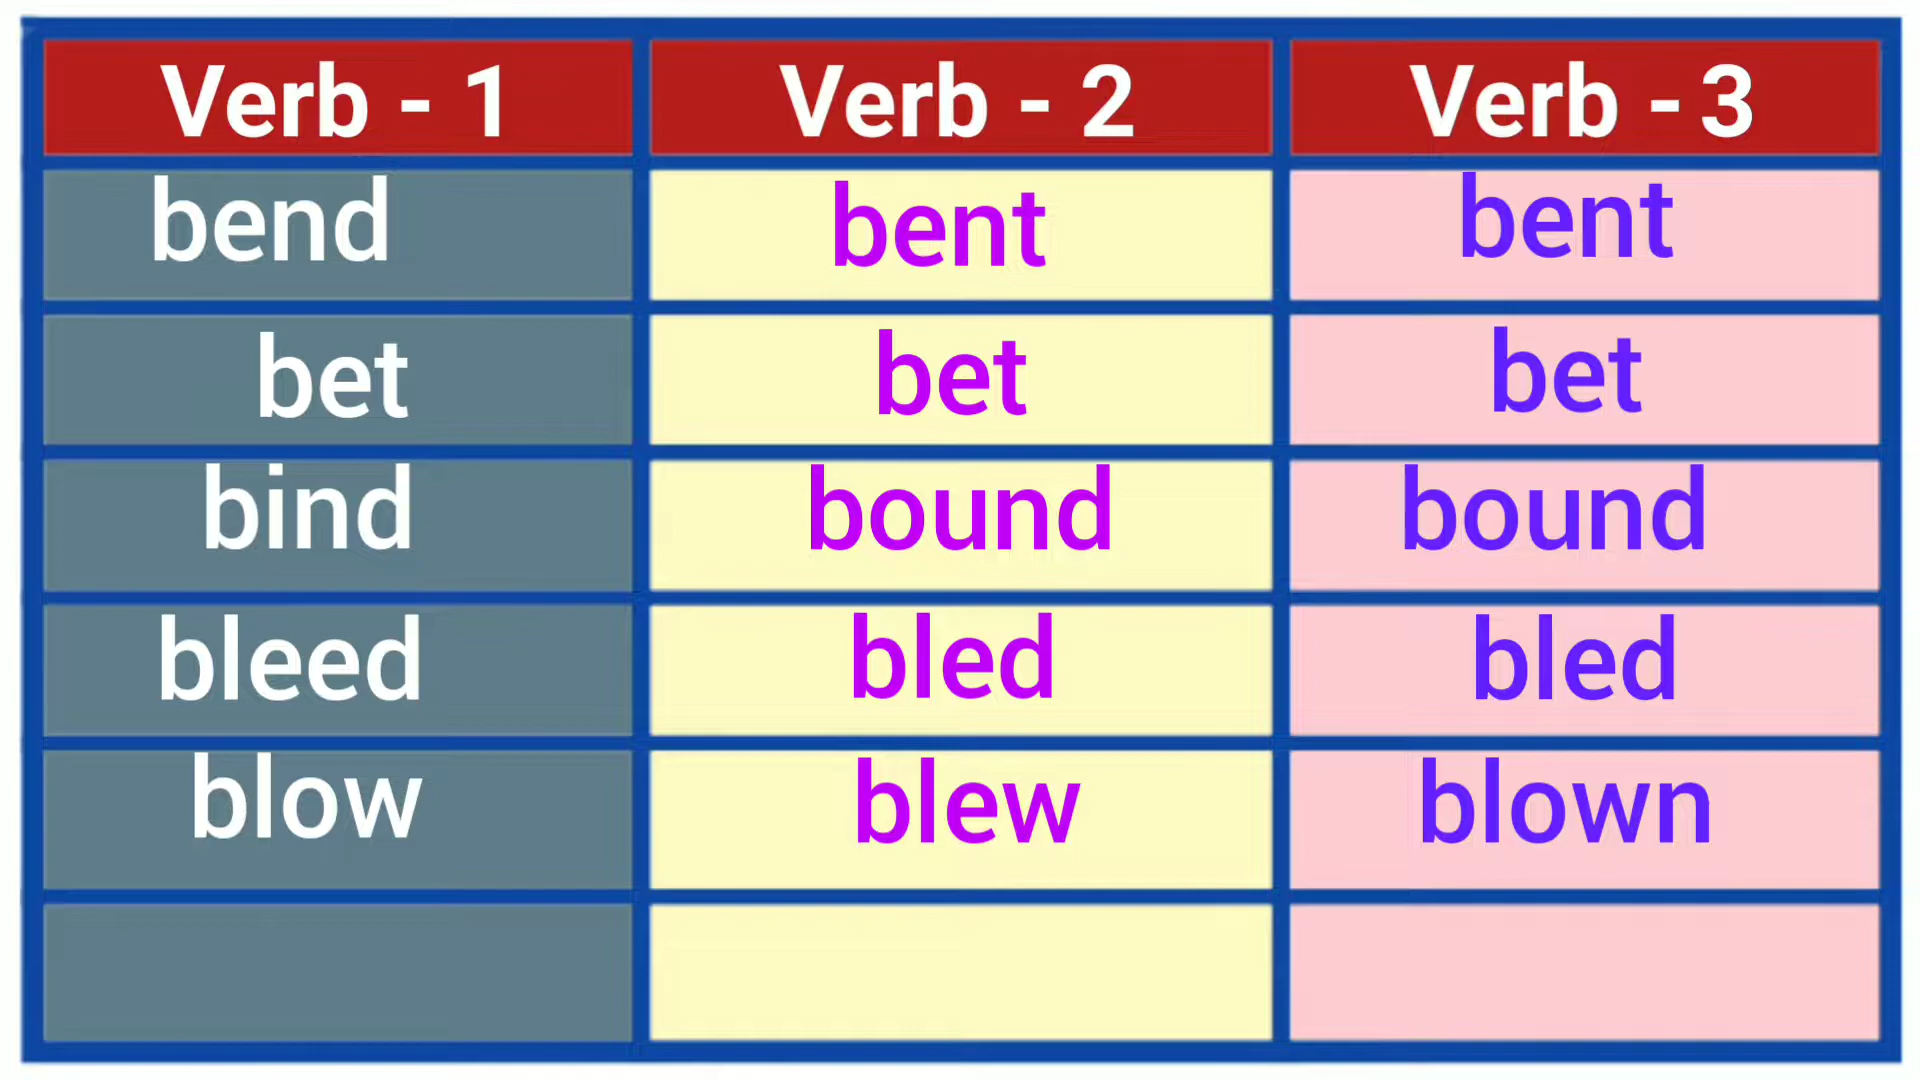 Verb - 1 Verb - 2 Verb - 3
bend bent bent
bet bet bet
bind bound bound
bleed bled bled
blow blew blown